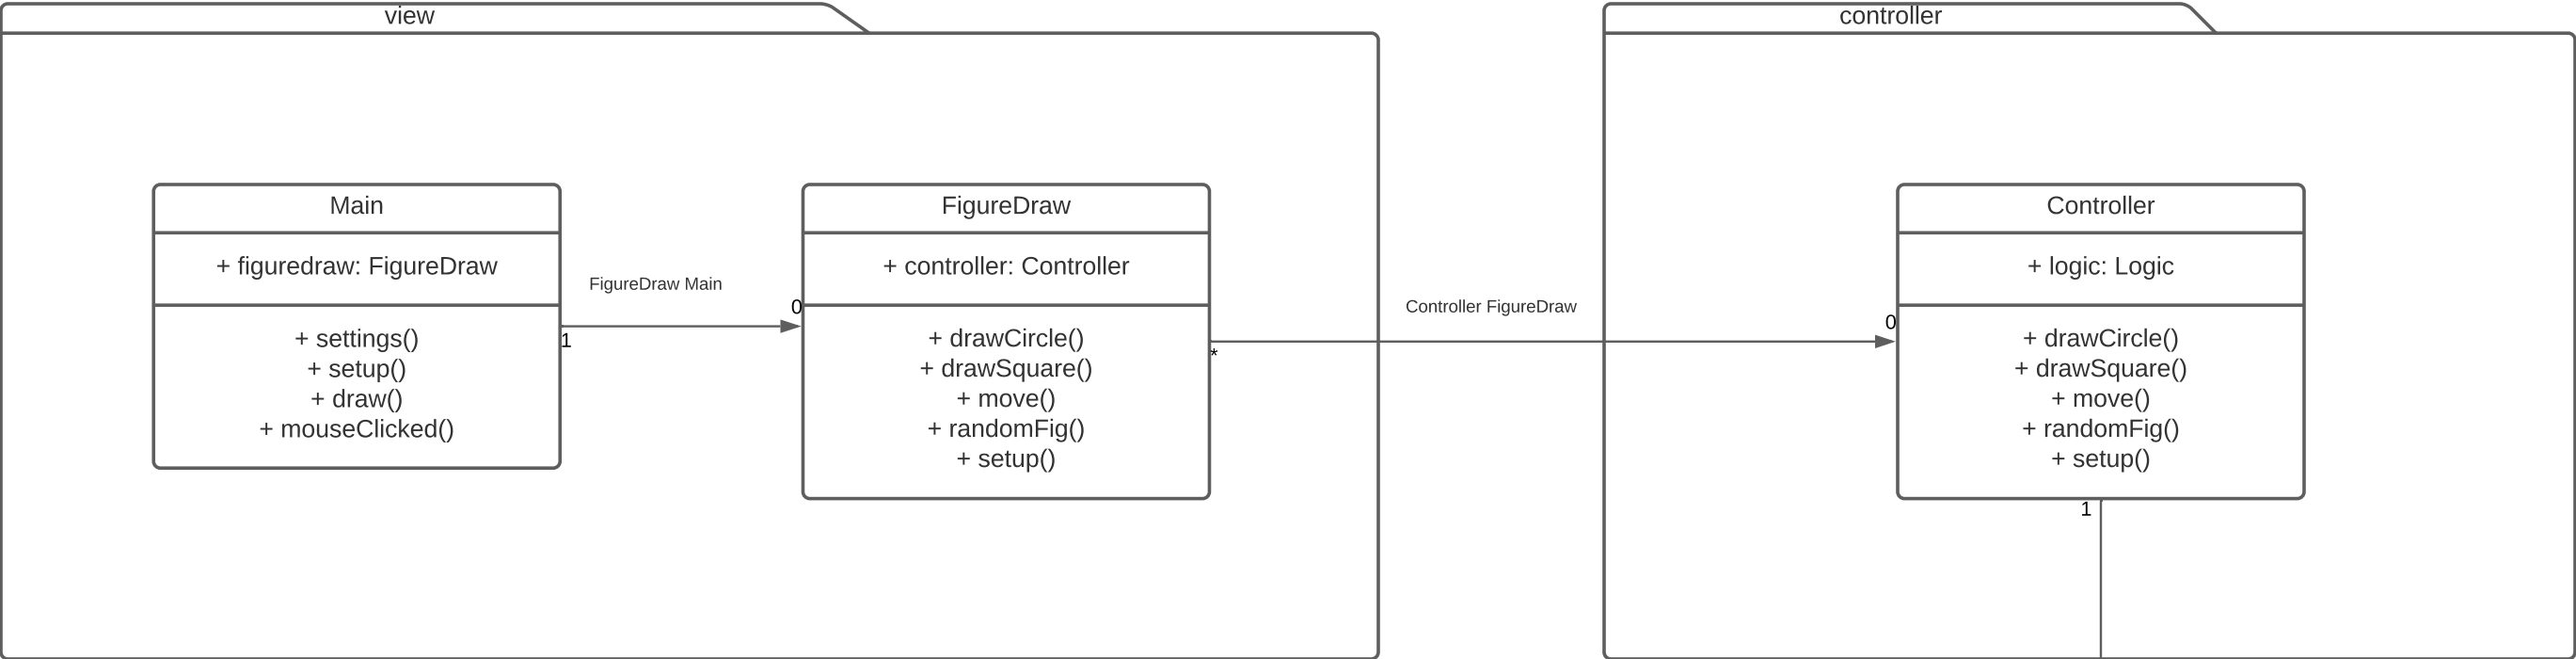 view
controller
Main
+ figuredraw: FigureDraw
+ settings()
+ setup()
+ draw()
+ mouseClicked()
FigureDraw Main
1
0
FigureDraw
+ controller: Controller
+ drawCircle()
+ drawSquare()
+ move()
+ randomFig()
+ setup()
Controller FigureDraw
*
0
Controller
+ logic: Logic
+ drawCircle()
+ drawSquare()
+ move()
+ randomFig()
+ setup()
1